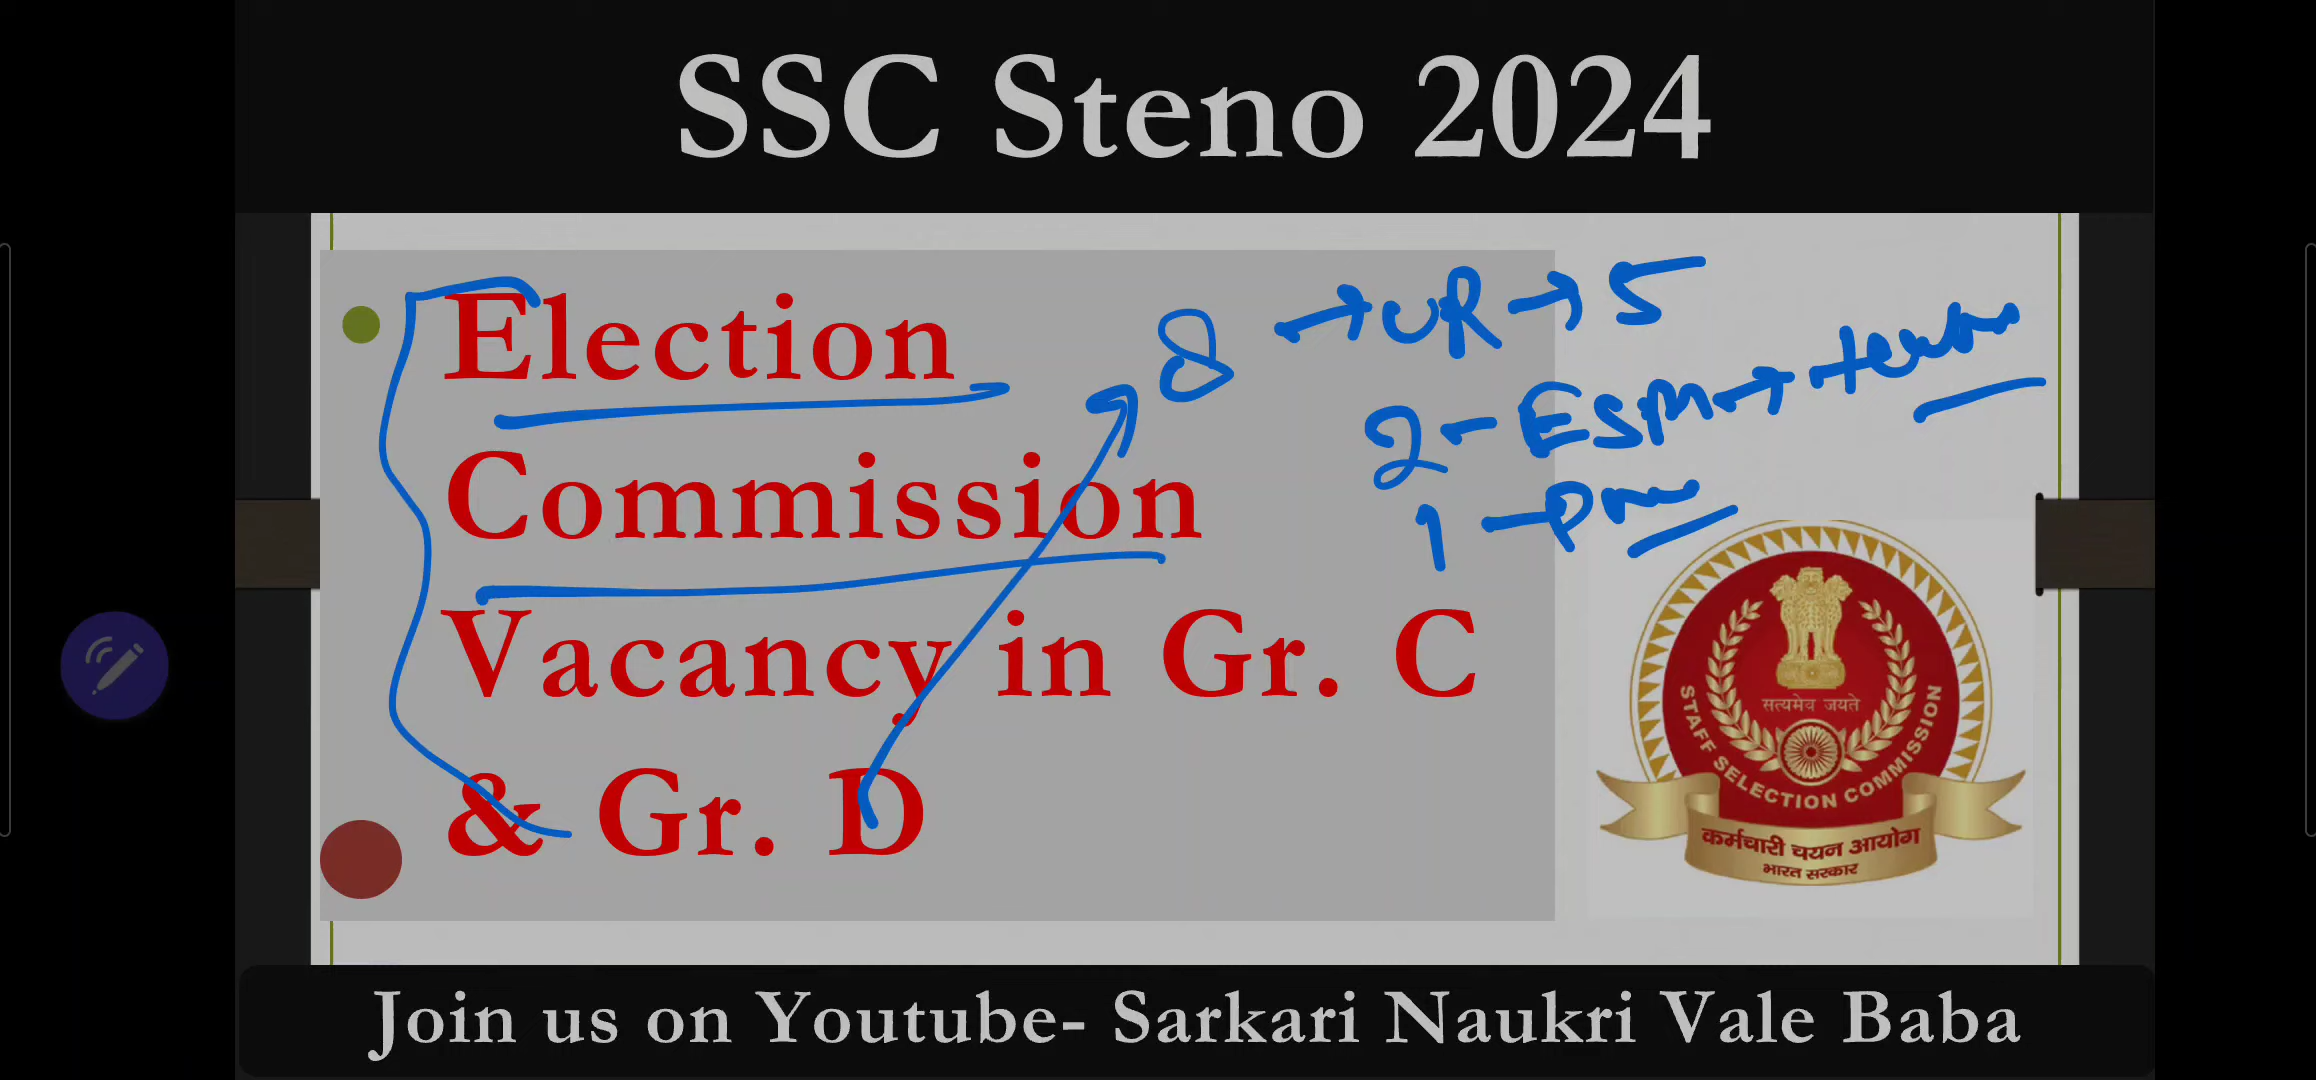 SSC Steno 2024
Election
Commission
Vacancy in Gr. C
& Gr. D
8 → UR → 5
2 - ESM →
1 -
सत्यमेव जयते
STAFF SELECTION COMMISSION
कर्मचारी चयन आयोग
भारत सरकार
Join us on Youtube- Sarkari Naukri Vale Baba